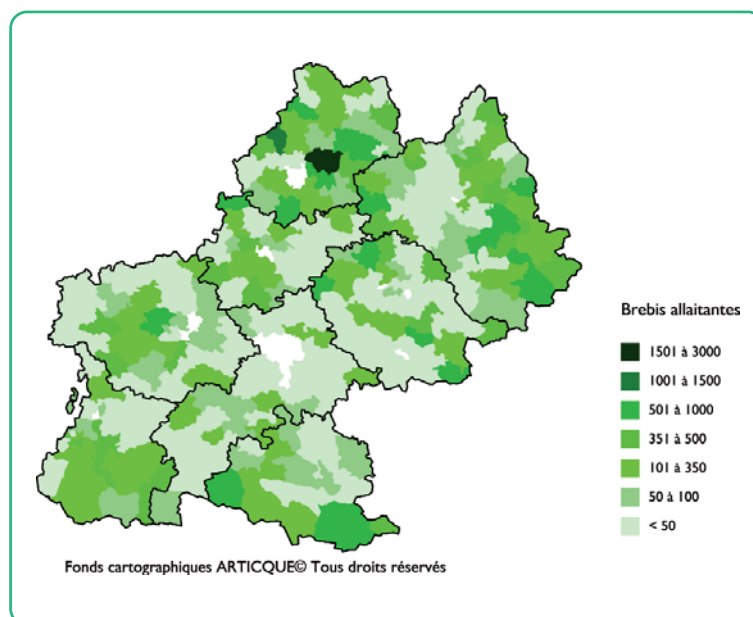 Brebis allaitantes
1501 à 3000
1001 à 1500
501 à 1000
351 à 500
101 à 350
50 à 100
< 50
Fonds cartographiques ARTICQUE© Tous droits réservés